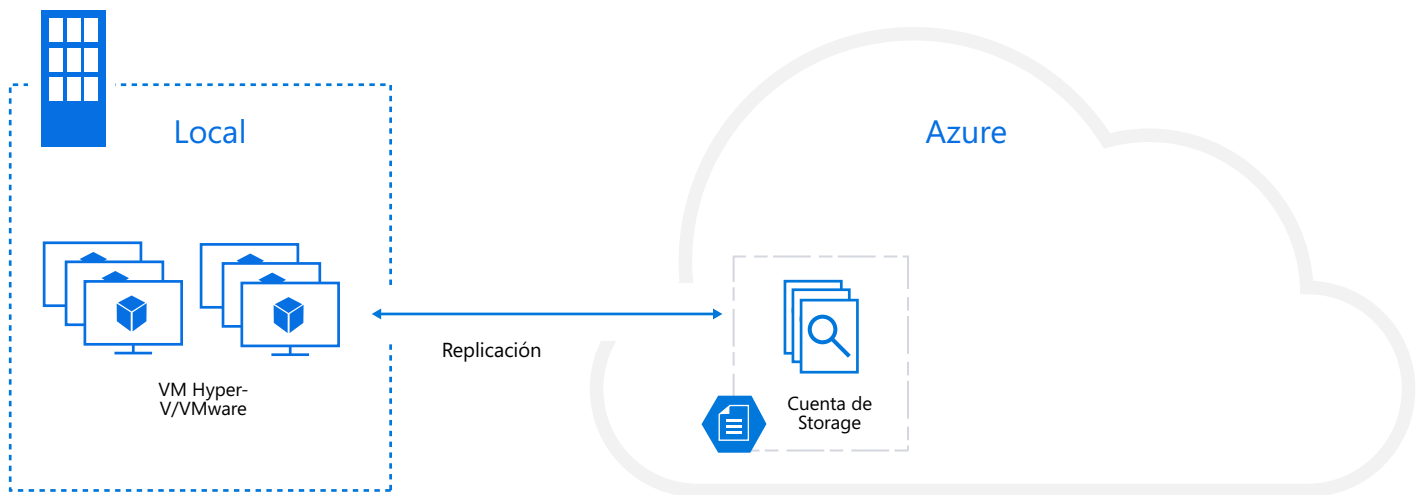 Local
Azure
Replicación
VM Hyper-
V/VMware
Cuenta de
Storage